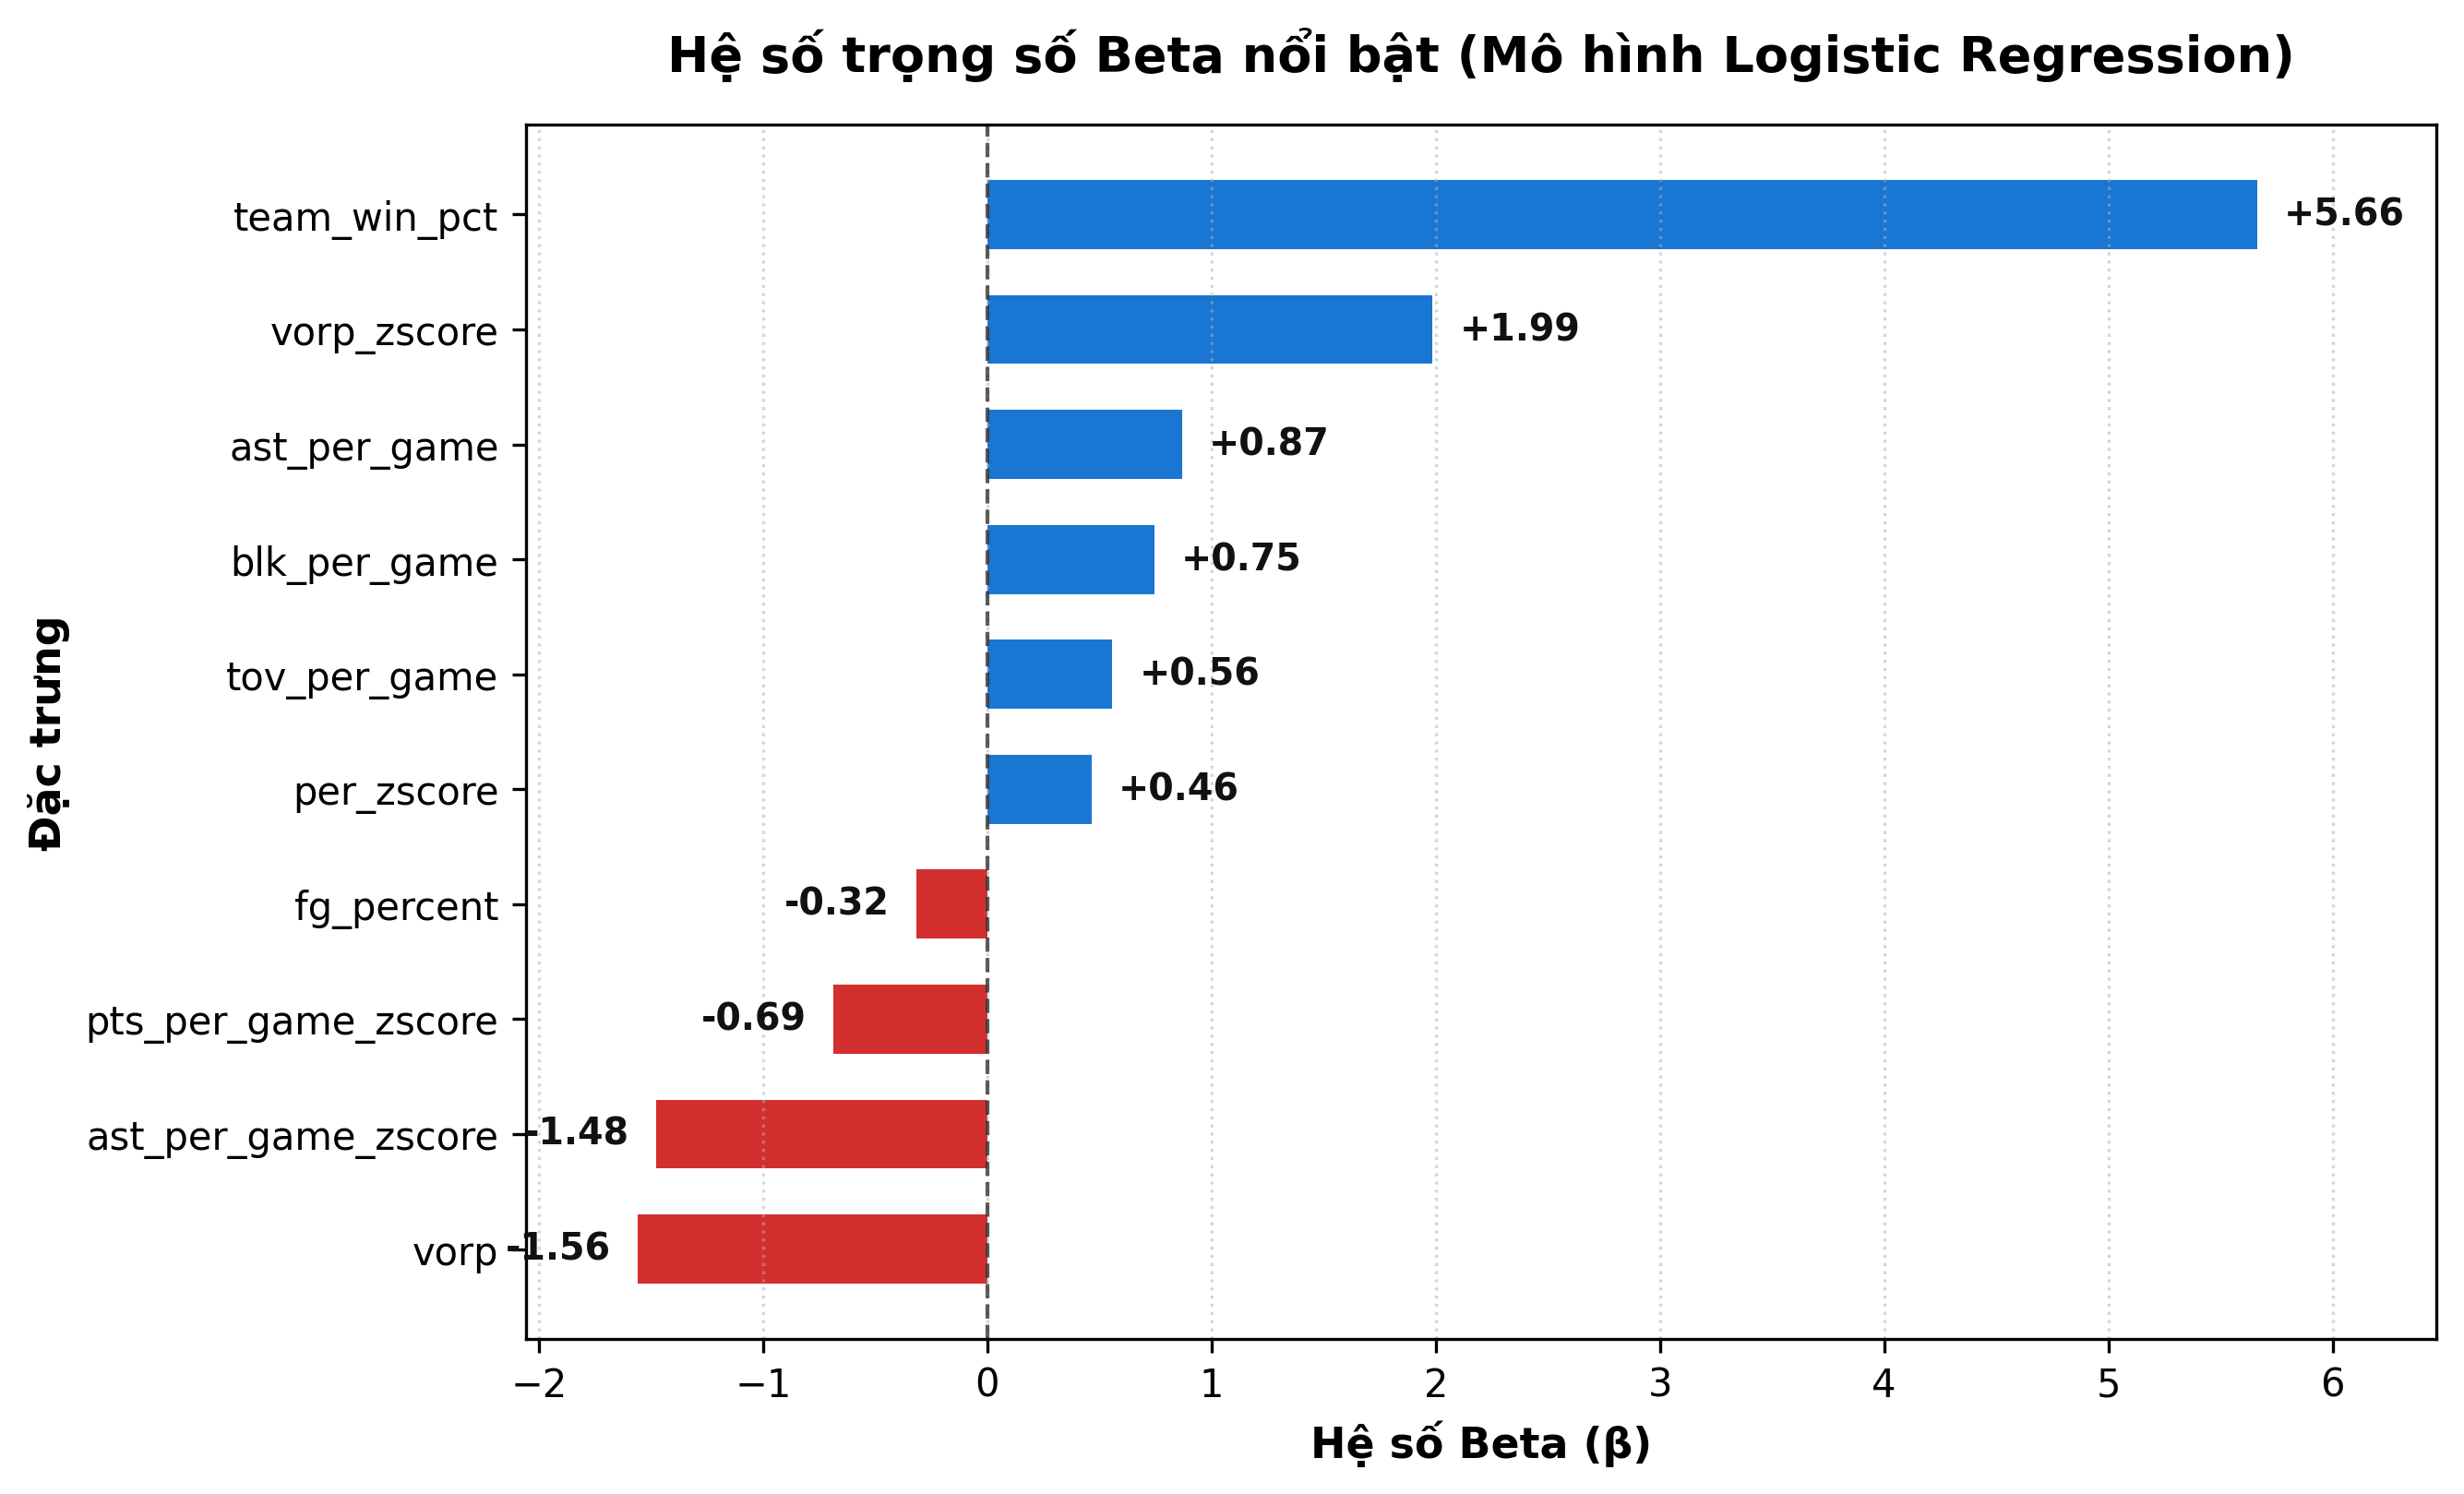 Hệ số trọng số Beta nổi bật (Mô hình Logistic Regression)
team_win_pct +5.66
vorp_zscore +1.99
ast_per_game +0.87
blk_per_game +0.75
tov_per_game +0.56
per_zscore +0.46
fg_percent -0.32
pts_per_game_zscore -0.69
ast_per_game_zscore -1.48
vorp -1.56
Đặc trưng
−2 −1 0 1 2 3 4 5 6
Hệ số Beta (β)